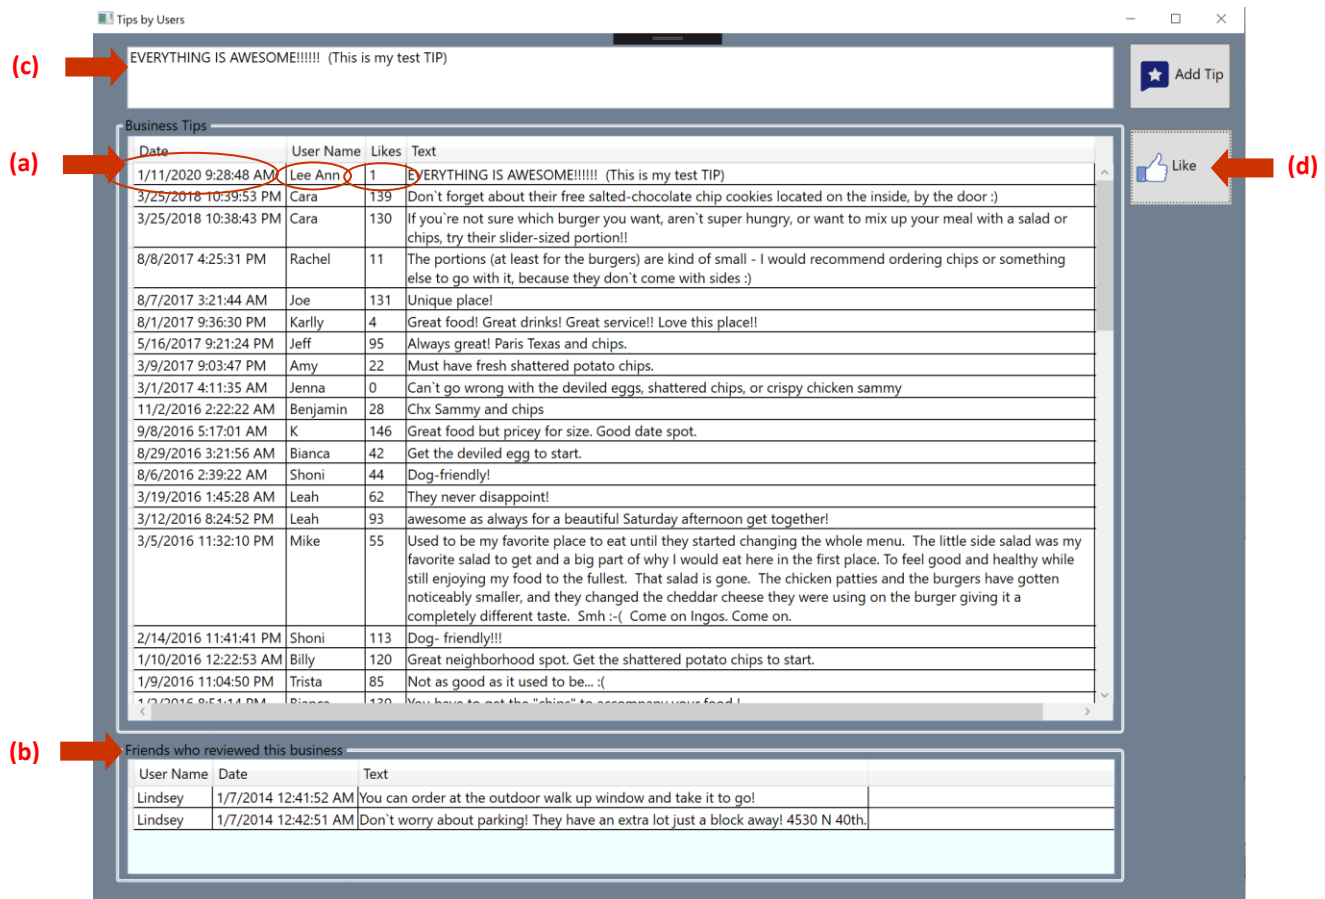 Tips by Users
(c)
EVERYTHING IS AWESOME!!!!!! (This is my test TIP)
Add Tip
Business Tips
(a)
Date User Name Likes Text
1/11/2020 9:28:48 AM Lee Ann 1 EVERYTHING IS AWESOME!!!!!! (This is my test TIP)
Like
(d)
3/25/2018 10:39:53 PM Cara 139 Don`t forget about their free salted-chocolate chip cookies located on the inside, by the door :)
3/25/2018 10:38:43 PM Cara 130 If you`re not sure which burger you want, aren`t super hungry, or want to mix up your meal with a salad or
chips, try their slider-sized portion!!
8/8/2017 4:25:31 PM Rachel 11 The portions (at least for the burgers) are kind of small - I would recommend ordering chips or something
else to go with it, because they don`t come with sides :)
8/7/2017 3:21:44 AM Joe 131 Unique place!
8/1/2017 9:36:30 PM Karlly 4 Great food! Great drinks! Great service!! Love this place!!
5/16/2017 9:21:24 PM Jeff 95 Always great! Paris Texas and chips.
3/9/2017 9:03:47 PM Amy 22 Must have fresh shattered potato chips.
3/1/2017 4:11:35 AM Jenna 0 Can`t go wrong with the deviled eggs, shattered chips, or crispy chicken sammy
11/2/2016 2:22:22 AM Benjamin 28 Chx Sammy and chips
9/8/2016 5:17:01 AM K 146 Great food but pricey for size. Good date spot.
8/29/2016 3:21:56 AM Bianca 42 Get the deviled egg to start.
8/6/2016 2:39:22 AM Shoni 44 Dog-friendly!
3/19/2016 1:45:28 AM Leah 62 They never disappoint!
3/12/2016 8:24:52 PM Leah 93 awesome as always for a beautiful Saturday afternoon get together!
3/5/2016 11:32:10 PM Mike 55 Used to be my favorite place to eat until they started changing the whole menu. The little side salad was my
favorite salad to get and a big part of why I would eat here in the first place. To feel good and healthy while
still enjoying my food to the fullest. That salad is gone. The chicken patties and the burgers have gotten
noticeably smaller, and they changed the cheddar cheese they were using on the burger giving it a
completely different taste. Smh :-( Come on Ingos. Come on.
2/14/2016 11:41:41 PM Shoni 113 Dog- friendly!!!
1/10/2016 12:22:53 AM Billy 120 Great neighborhood spot. Get the shattered potato chips to start.
1/9/2016 11:04:50 PM Trista 85 Not as good as it used to be... :(
1/2/2016 8:51:14 PM Bianca 139 You have to get the "chips" to accompany your food !
(b)
Friends who reviewed this business
User Name Date Text
Lindsey 1/7/2014 12:41:52 AM You can order at the outdoor walk up window and take it to go!
Lindsey 1/7/2014 12:42:51 AM Don`t worry about parking! They have an extra lot just a block away! 4530 N 40th.